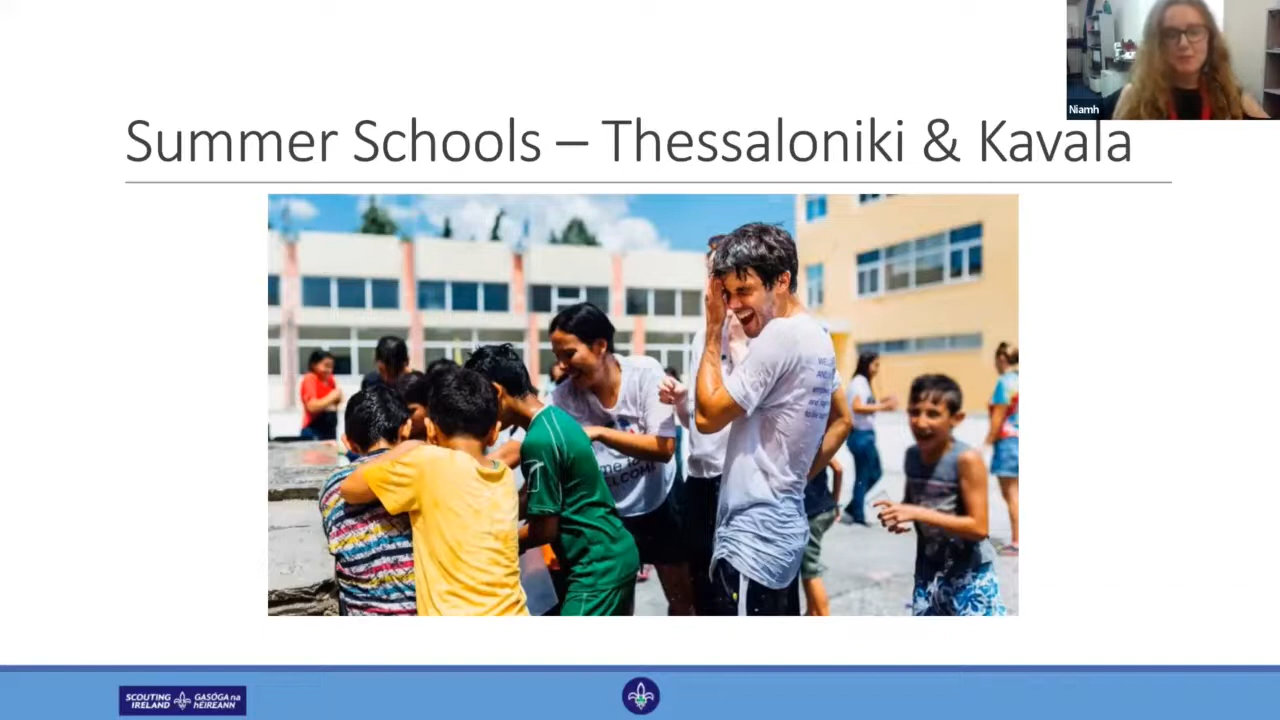 Niamh
Summer Schools – Thessaloniki & Kavala
SCOUTING
IRELAND
GASÓGA na
hÉIREANN